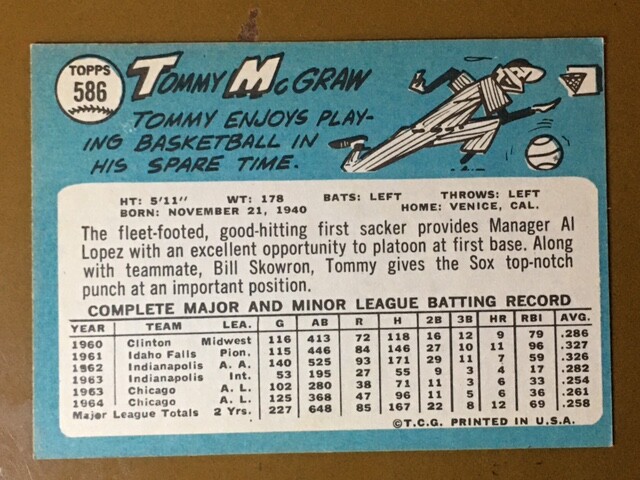 TOPPS
586
TOMMY McGRAW
TOMMY ENJOYS PLAY-
ING BASKETBALL IN
HIS SPARE TIME.
HT: 5'11" WT: 178 BATS: LEFT THROWS: LEFT
BORN: NOVEMBER 21, 1940 HOME: VENICE, CAL.
The fleet-footed, good-hitting first sacker provides Manager Al
Lopez with an excellent opportunity to platoon at first base. Along
with teammate, Bill Skowron, Tommy gives the Sox top-notch
punch at an important position.
COMPLETE MAJOR AND MINOR LEAGUE BATTING RECORD
YEAR TEAM LEA. G AB R H 2B 3B HR RBI AVG.
1960 Clinton Midwest 116 413 72 118 16 12 9 79 .286
1961 Idaho Falls Pion. 115 446 84 146 27 10 11 96 .327
1962 Indianapolis A. A. 140 525 93 171 29 11 7 59 .326
1963 Indianapolis Int. 53 195 27 55 9 3 4 17 .282
1963 Chicago A. L. 102 280 38 71 11 3 6 33 .254
1964 Chicago A. L. 125 368 47 96 11 5 6 36 .261
Major League Totals 2 Yrs. 227 648 85 167 22 8 12 69 .258
©T.C.G. PRINTED IN U.S.A.